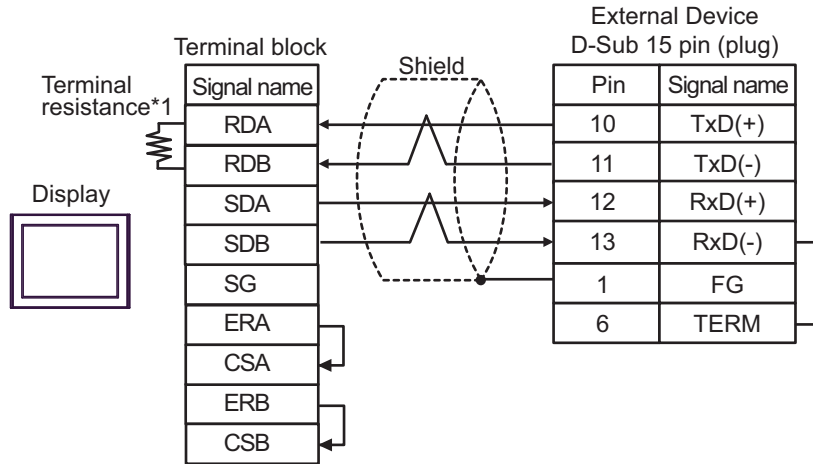 External Device
D-Sub 15 pin (plug)
Terminal block
Shield
Terminal
resistance*1
Display
Signal name
RDA
RDB
SDA
SDB
SG
ERA
CSA
ERB
CSB
Pin Signal name
10 TxD(+)
11 TxD(-)
12 RxD(+)
13 RxD(-)
1 FG
6 TERM